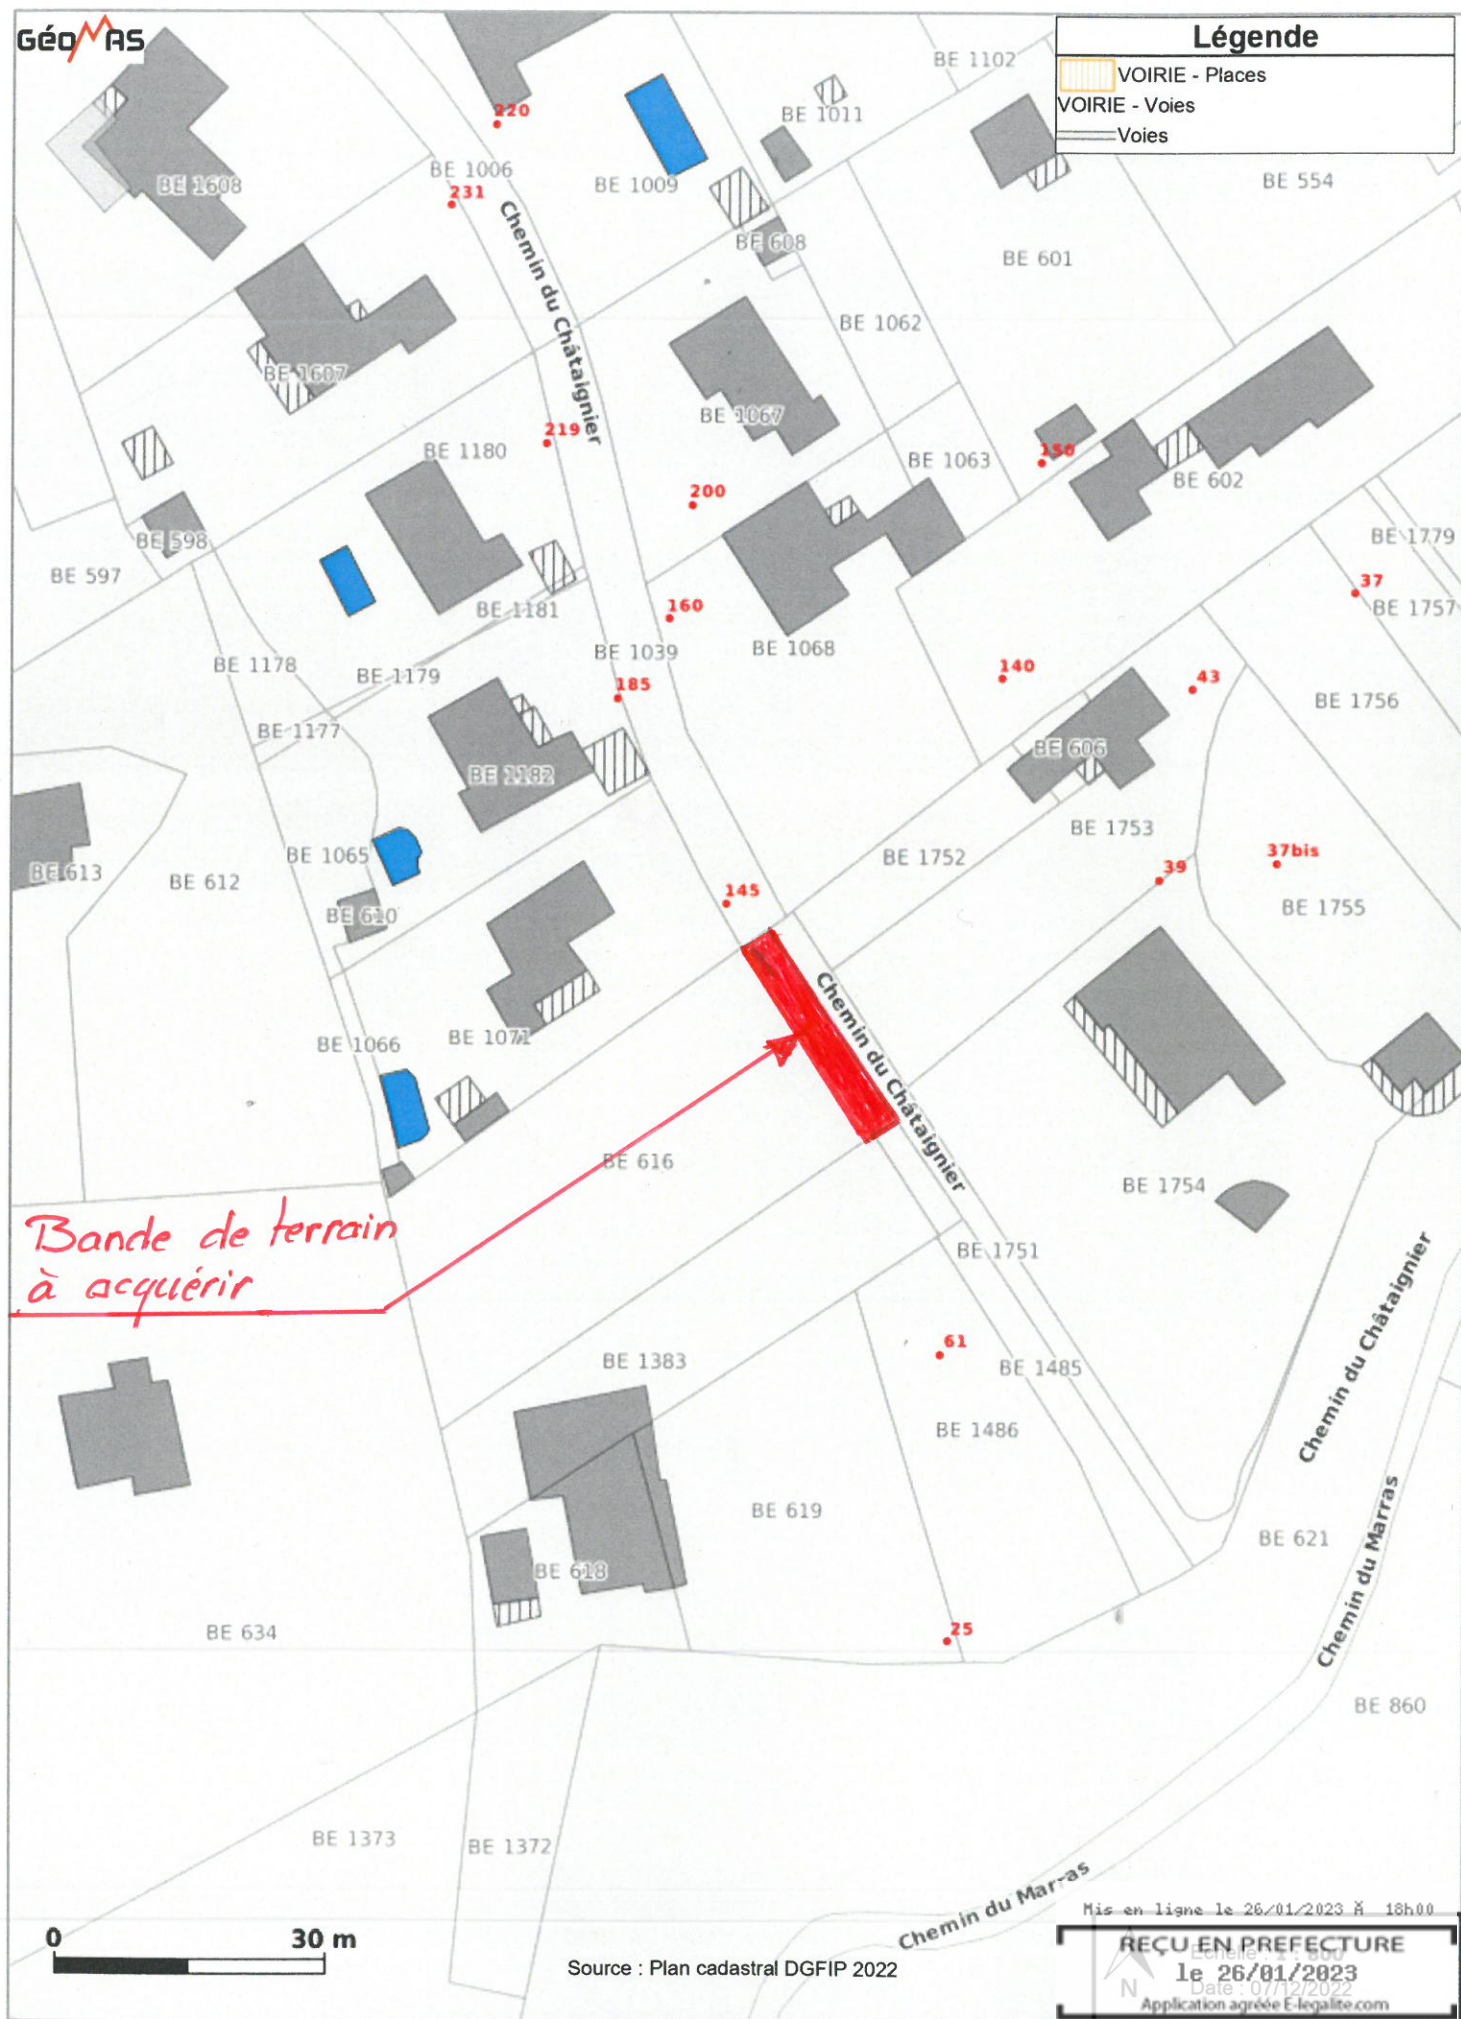 GéoMAS
Légende
VOIRIE - Places
VOIRIE - Voies
Voies
BE 1102
BE 1011
220
BE 1006
231
BE 1009
BE 1608
BE 554
Chemin du Châtaignier
BE 608
BE 601
BE 1062
BE 1607
BE 1067
219
BE 1180
BE 1063
150
BE 602
200
BE 598
BE 597
BE 1779
37
BE 1757
BE 1181
160
BE 1039
BE 1068
BE 1178
BE 1179
185
140
43
BE 1756
BE 1177
BE 606
BE 1182
BE 1753
BE 1065
BE 1752
37bis
BE 613
BE 612
39
145
BE 610
BE 1755
Chemin du Châtaignier
BE 1066
BE 1071
BE 616
BE 1754
Bande de terrain
à acquérir
BE 1751
Chemin du Châtaignier
61
BE 1383
BE 1485
BE 1486
BE 619
BE 621
Chemin du Marras
BE 618
BE 634
25
BE 860
BE 1373
BE 1372
Chemin du Marras
0 30 m
Source : Plan cadastral DGFIP 2022
Mis en ligne le 26/01/2023 Ã 18h00
REÇU EN PREFECTURE
Echelle : 1 : 800
le 26/01/2023
N
Date : 07/12/2022
Application agréée E-legalite.com